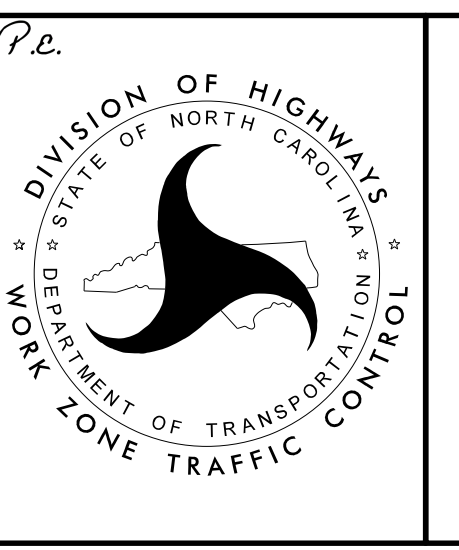 P.E.
DIVISION OF HIGHWAYS
STATE OF NORTH CAROLINA
DEPARTMENT OF TRANSPORTATION
WORK ZONE TRAFFIC CONTROL